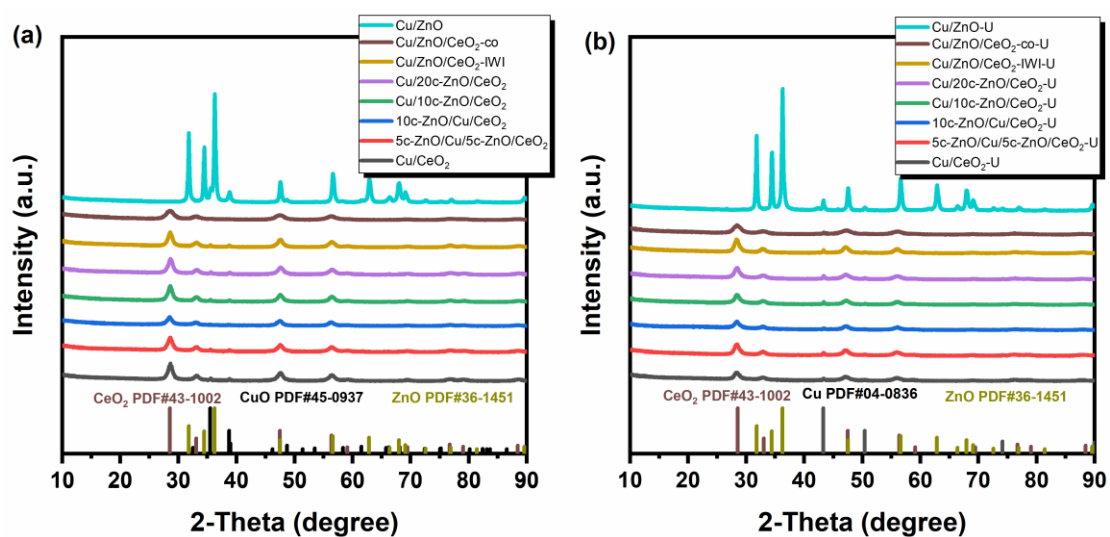 (a)
Cu/ZnO
Cu/ZnO/CeO₂-co
Cu/ZnO/CeO₂-IWI
Cu/20c-ZnO/CeO₂
Cu/10c-ZnO/CeO₂
10c-ZnO/Cu/CeO₂
5c-ZnO/Cu/5c-ZnO/CeO₂
Cu/CeO₂
Intensity (a.u.)
CeO₂ PDF#43-1002 CuO PDF#45-0937 ZnO PDF#36-1451
10 20 30 40 50 60 70 80 90
2-Theta (degree)
(b)
Cu/ZnO-U
Cu/ZnO/CeO₂-co-U
Cu/ZnO/CeO₂-IWI-U
Cu/20c-ZnO/CeO₂-U
Cu/10c-ZnO/CeO₂-U
10c-ZnO/Cu/CeO₂-U
5c-ZnO/Cu/5c-ZnO/CeO₂-U
Cu/CeO₂-U
Intensity (a.u.)
CeO₂ PDF#43-1002 Cu PDF#04-0836 ZnO PDF#36-1451
10 20 30 40 50 60 70 80 90
2-Theta (degree)